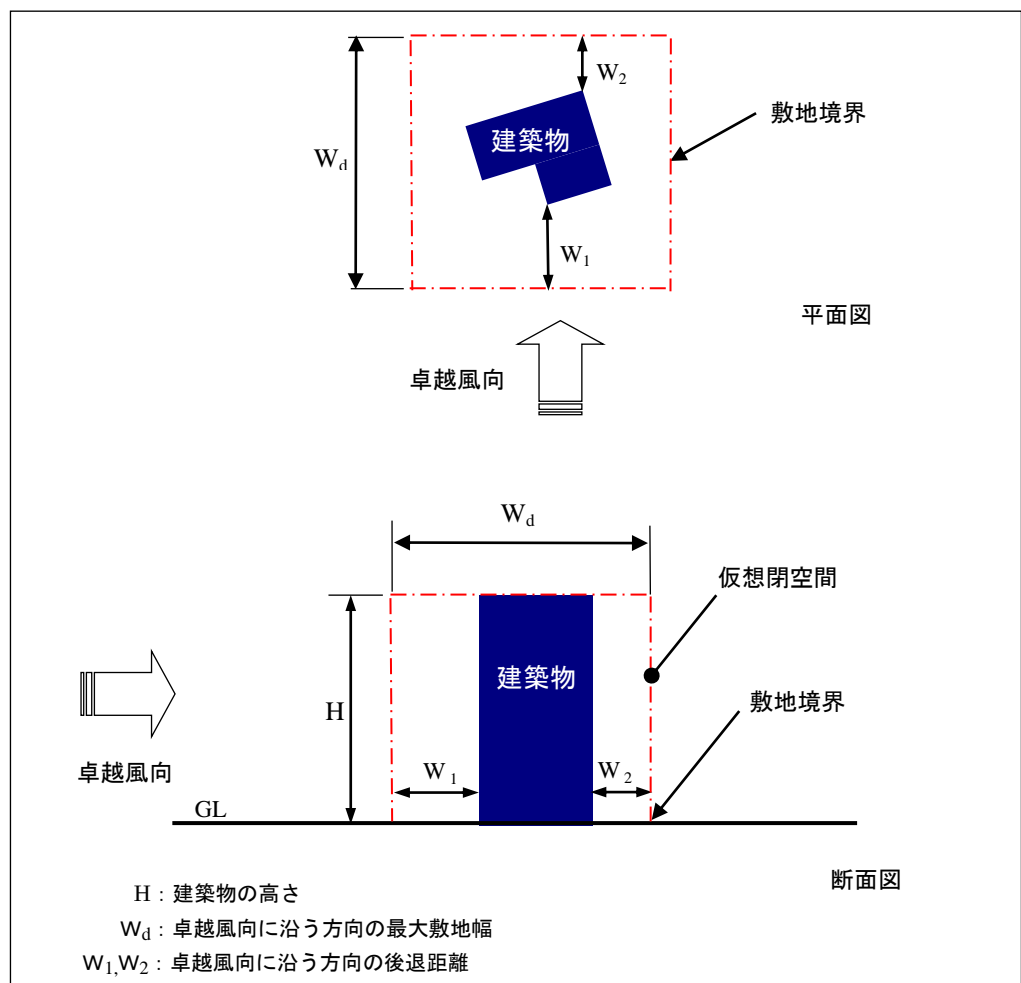 W2
敷地境界
建築物
Wd
W1
平面図
卓越風向
Wd
仮想閉空間
建築物
敷地境界
H
卓越風向
W1
W2
GL
断面図
H：建築物の高さ
Wd：卓越風向に沿う方向の最大敷地幅
W1,W2：卓越風向に沿う方向の後退距離